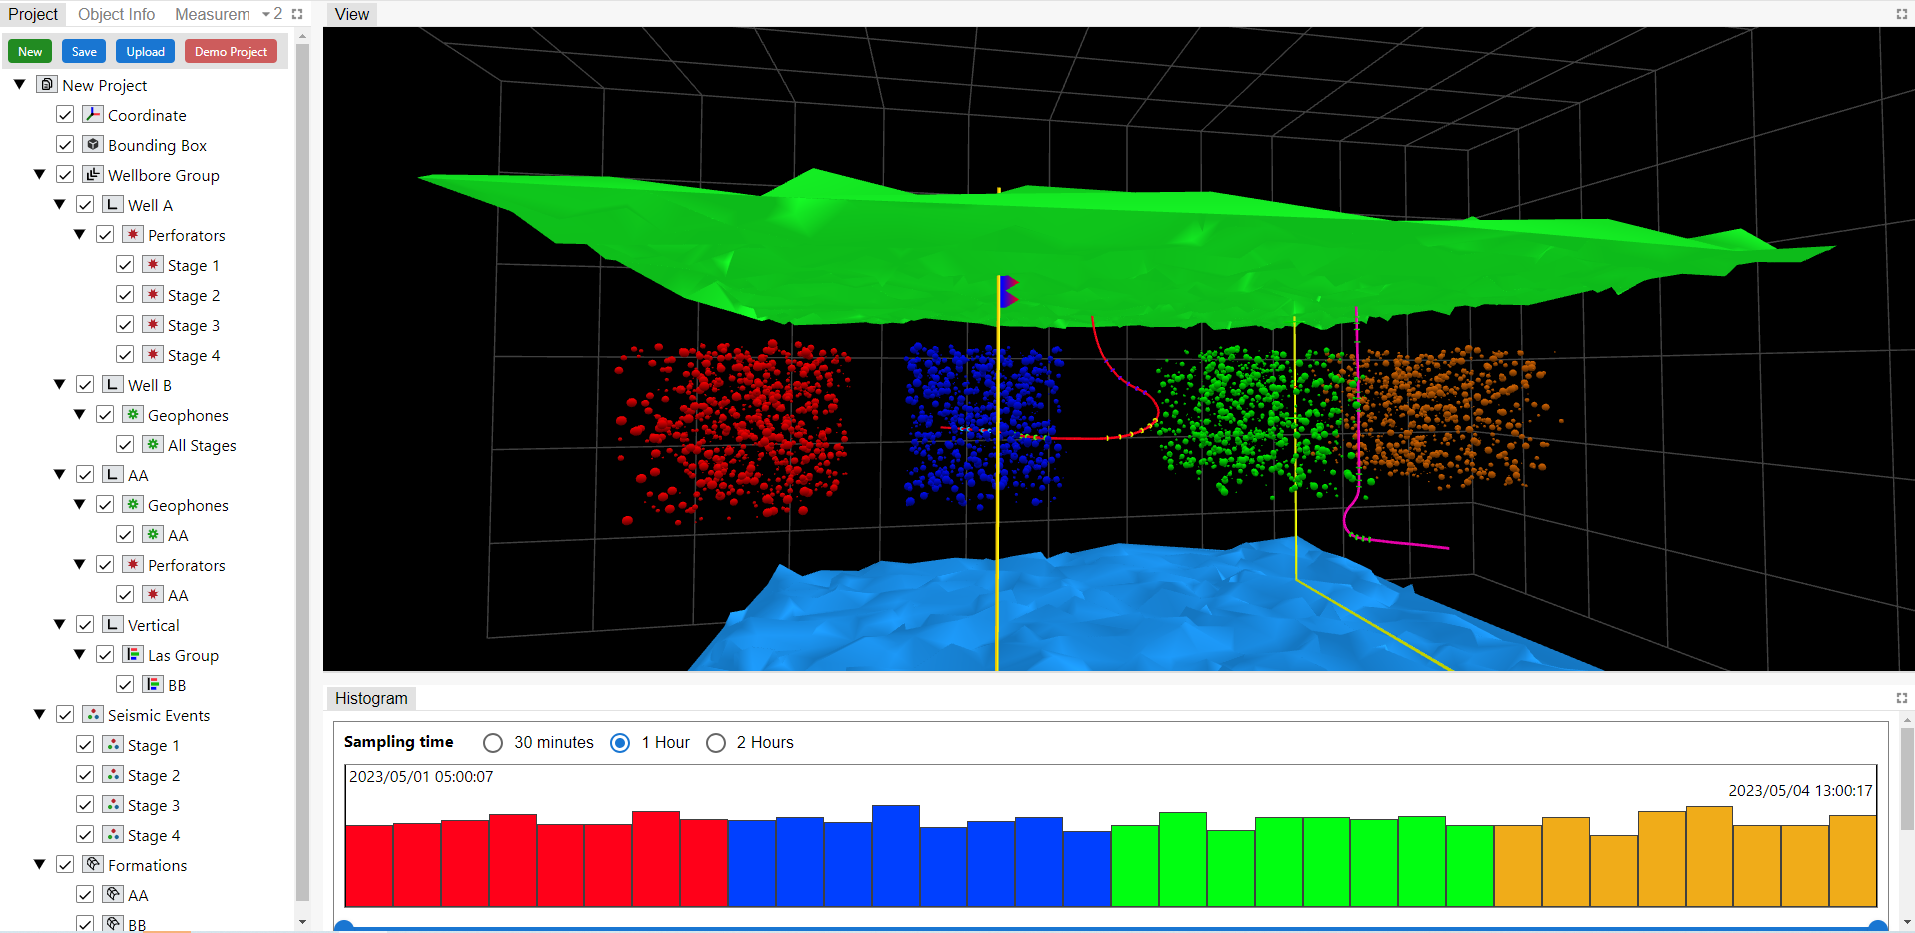 Project Object Info Measurem 2
New Save Upload Demo Project
New Project
Coordinate
Bounding Box
Wellbore Group
Well A
Perforators
Stage 1
Stage 2
Stage 3
Stage 4
Well B
Geophones
All Stages
AA
Geophones
AA
Perforators
AA
Vertical
Las Group
BB
Seismic Events
Stage 1
Stage 2
Stage 3
Stage 4
Formations
AA
BB
View
Histogram
Sampling time 30 minutes 1 Hour 2 Hours
2023/05/01 05:00:07
2023/05/04 13:00:17